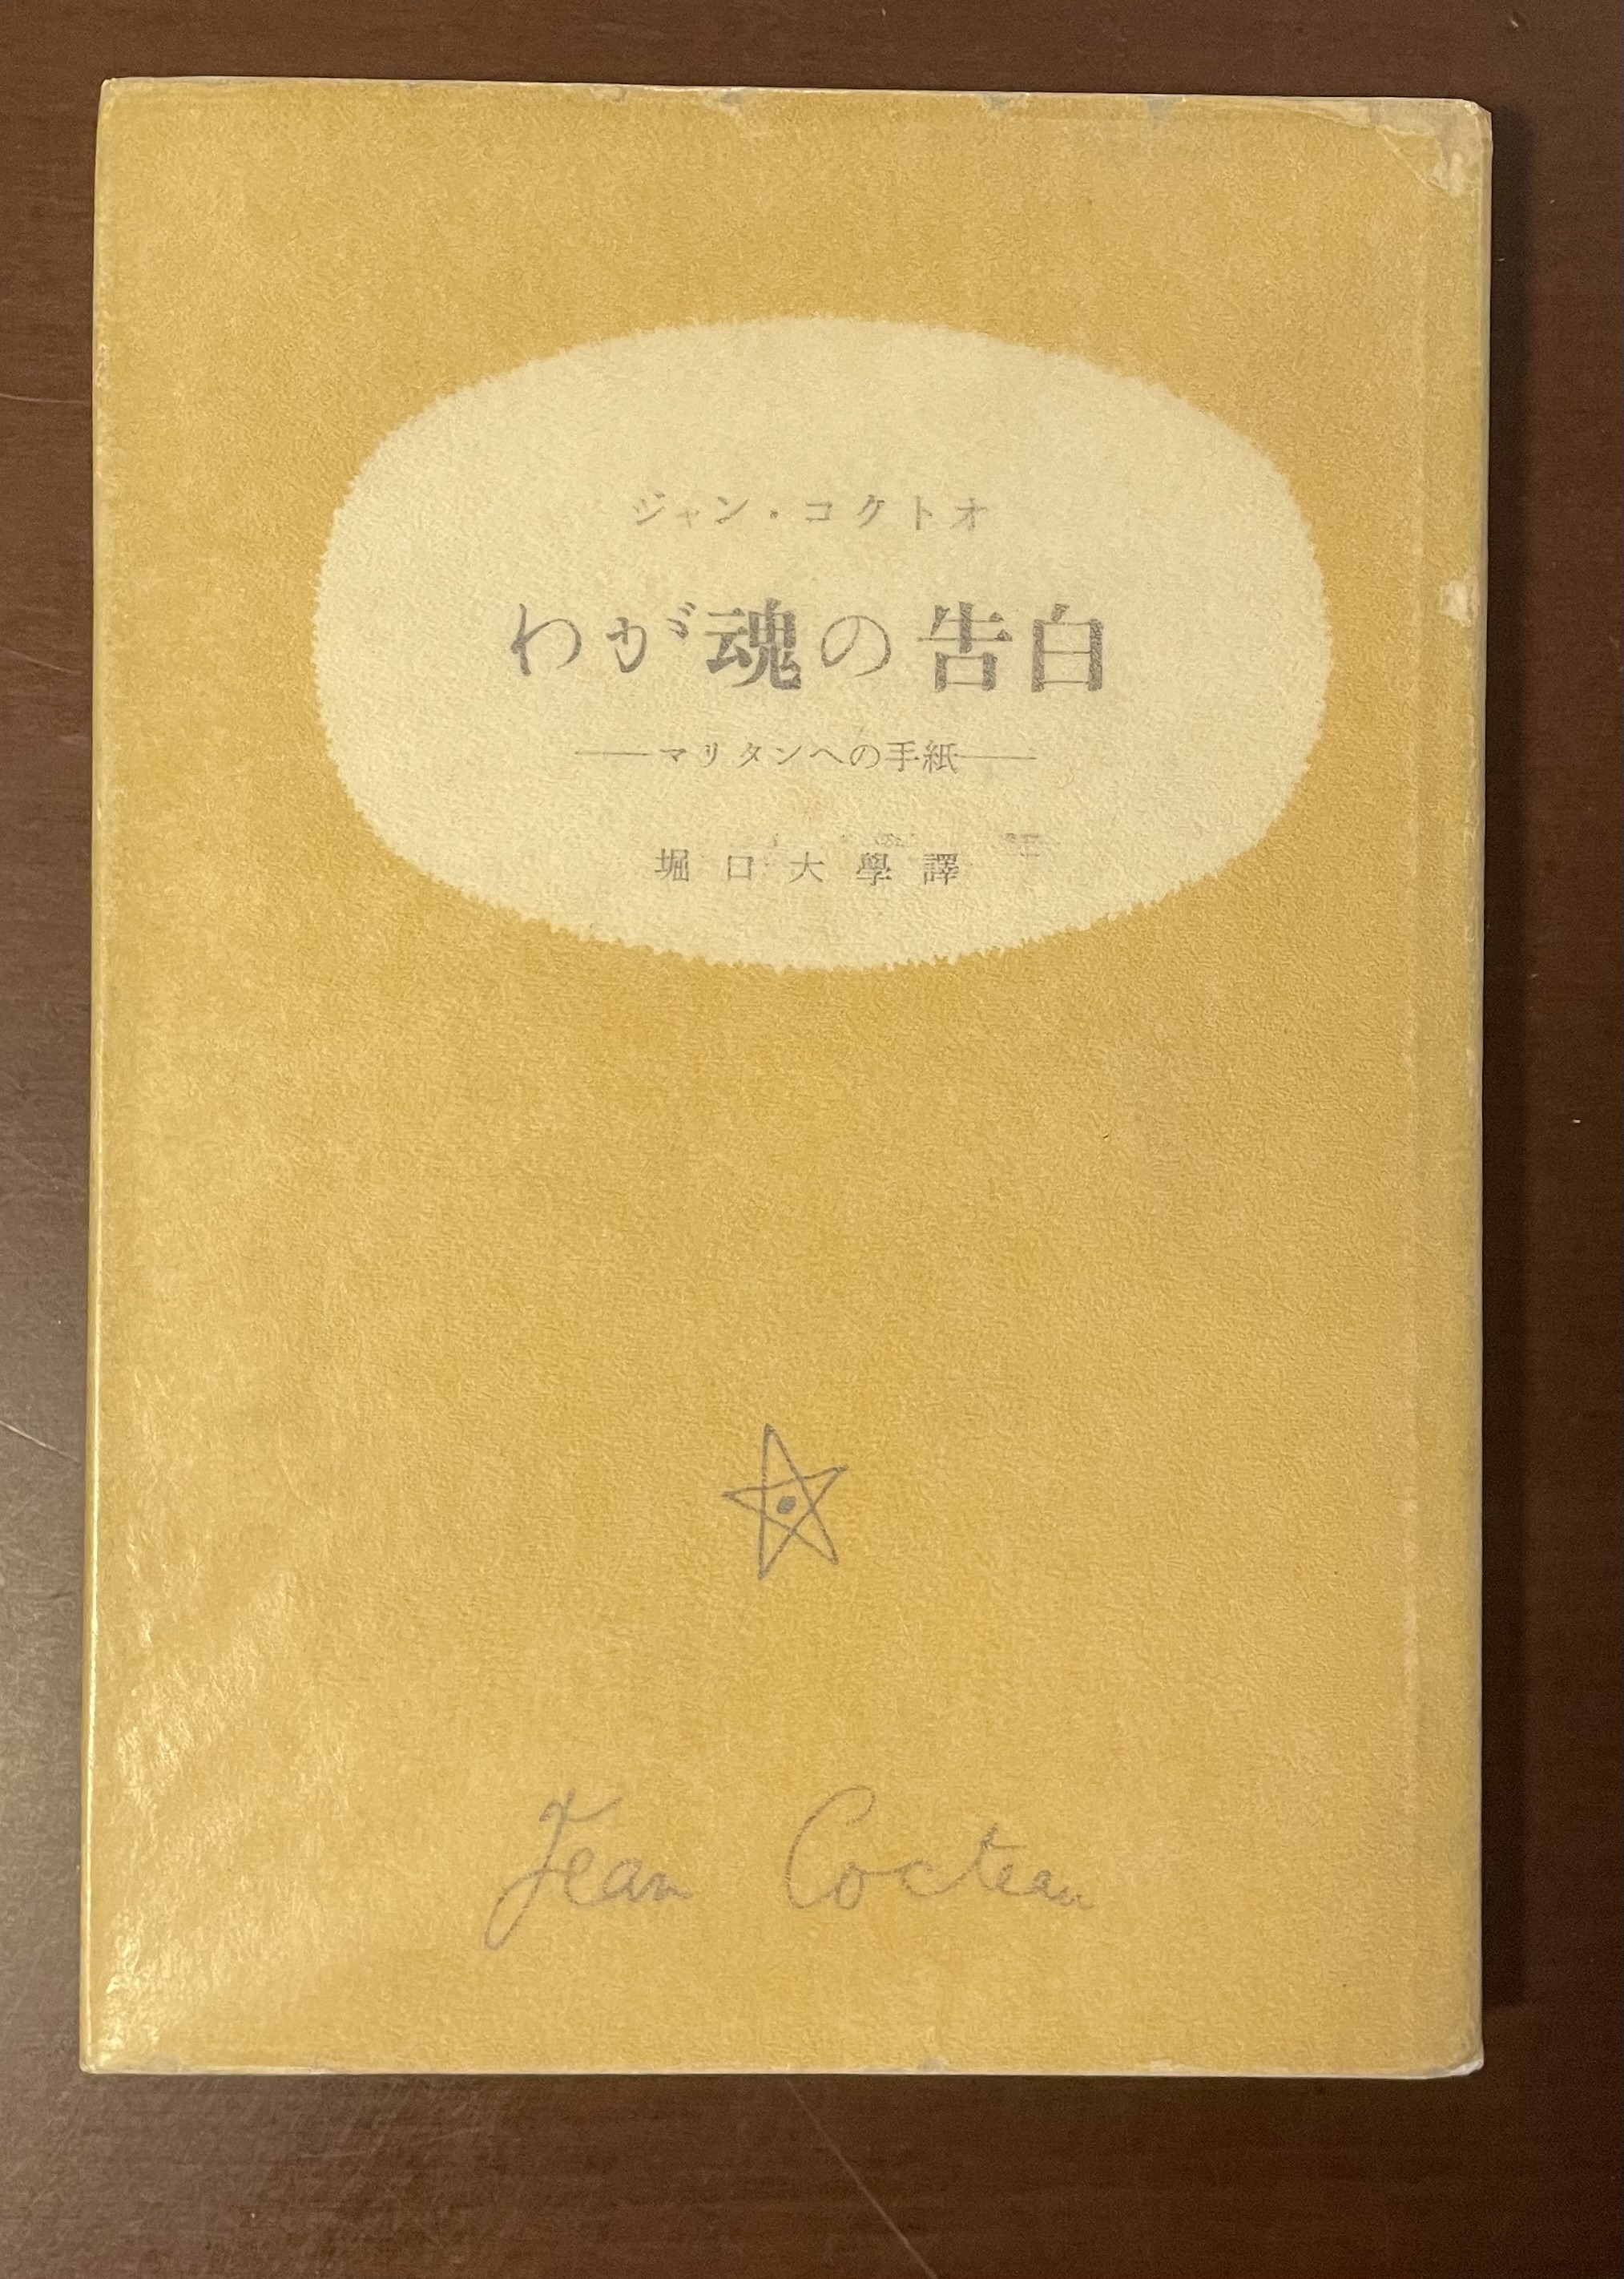 ジャン・コクトオ
わが魂の告白
――マリタンへの手紙――
堀口大學譯
Jean Cocteau